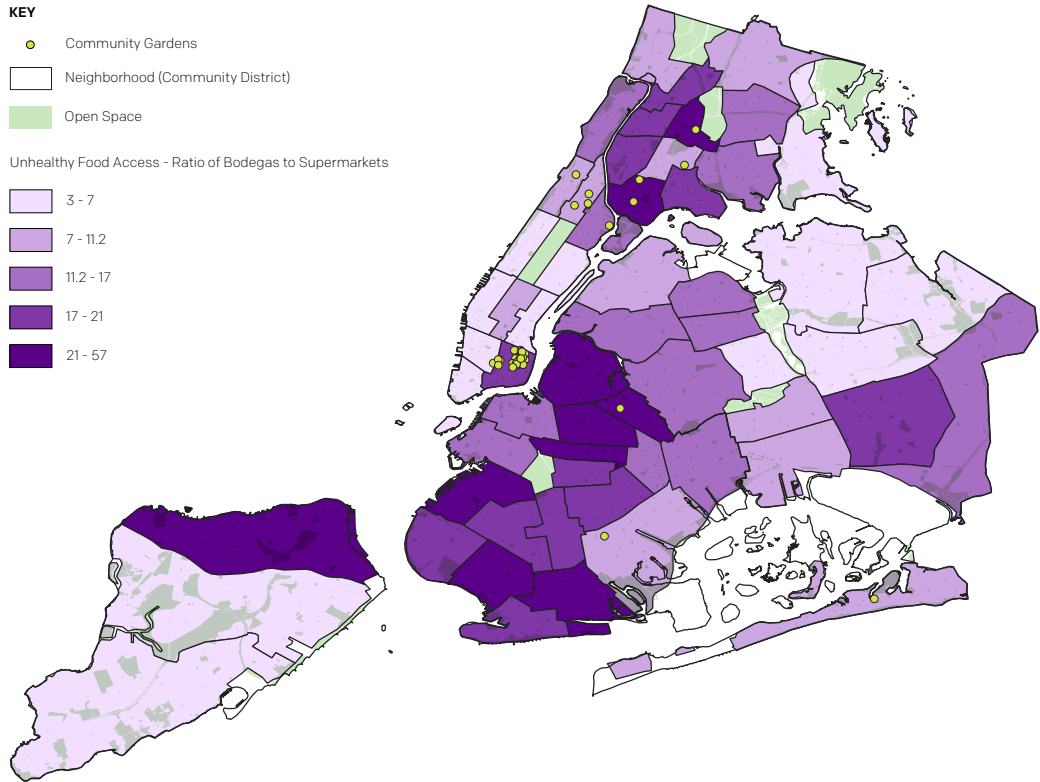 KEY
Community Gardens
Neighborhood (Community District)
Open Space
Unhealthy Food Access - Ratio of Bodegas to Supermarkets
3 - 7
7 - 11.2
11.2 - 17
17 - 21
21 - 57